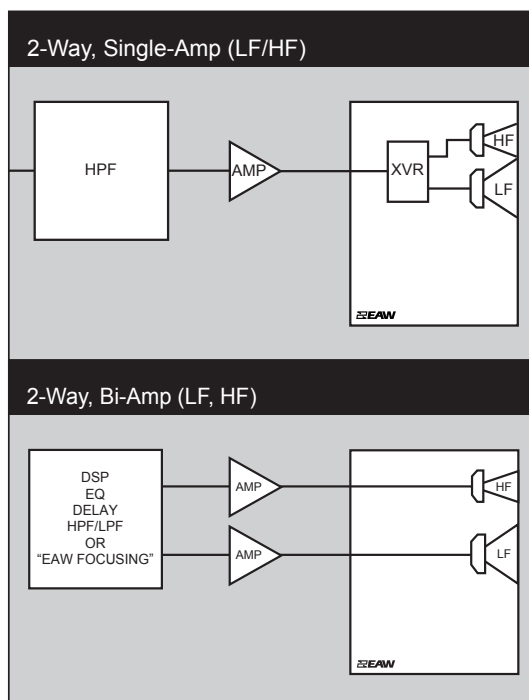 2-Way, Single-Amp (LF/HF)
HPF
AMP
XVR
HF
LF
EAW
2-Way, Bi-Amp (LF, HF)
DSP
EQ
DELAY
HPF/LPF
OR
“EAW FOCUSING”
AMP
AMP
HF
LF
EAW